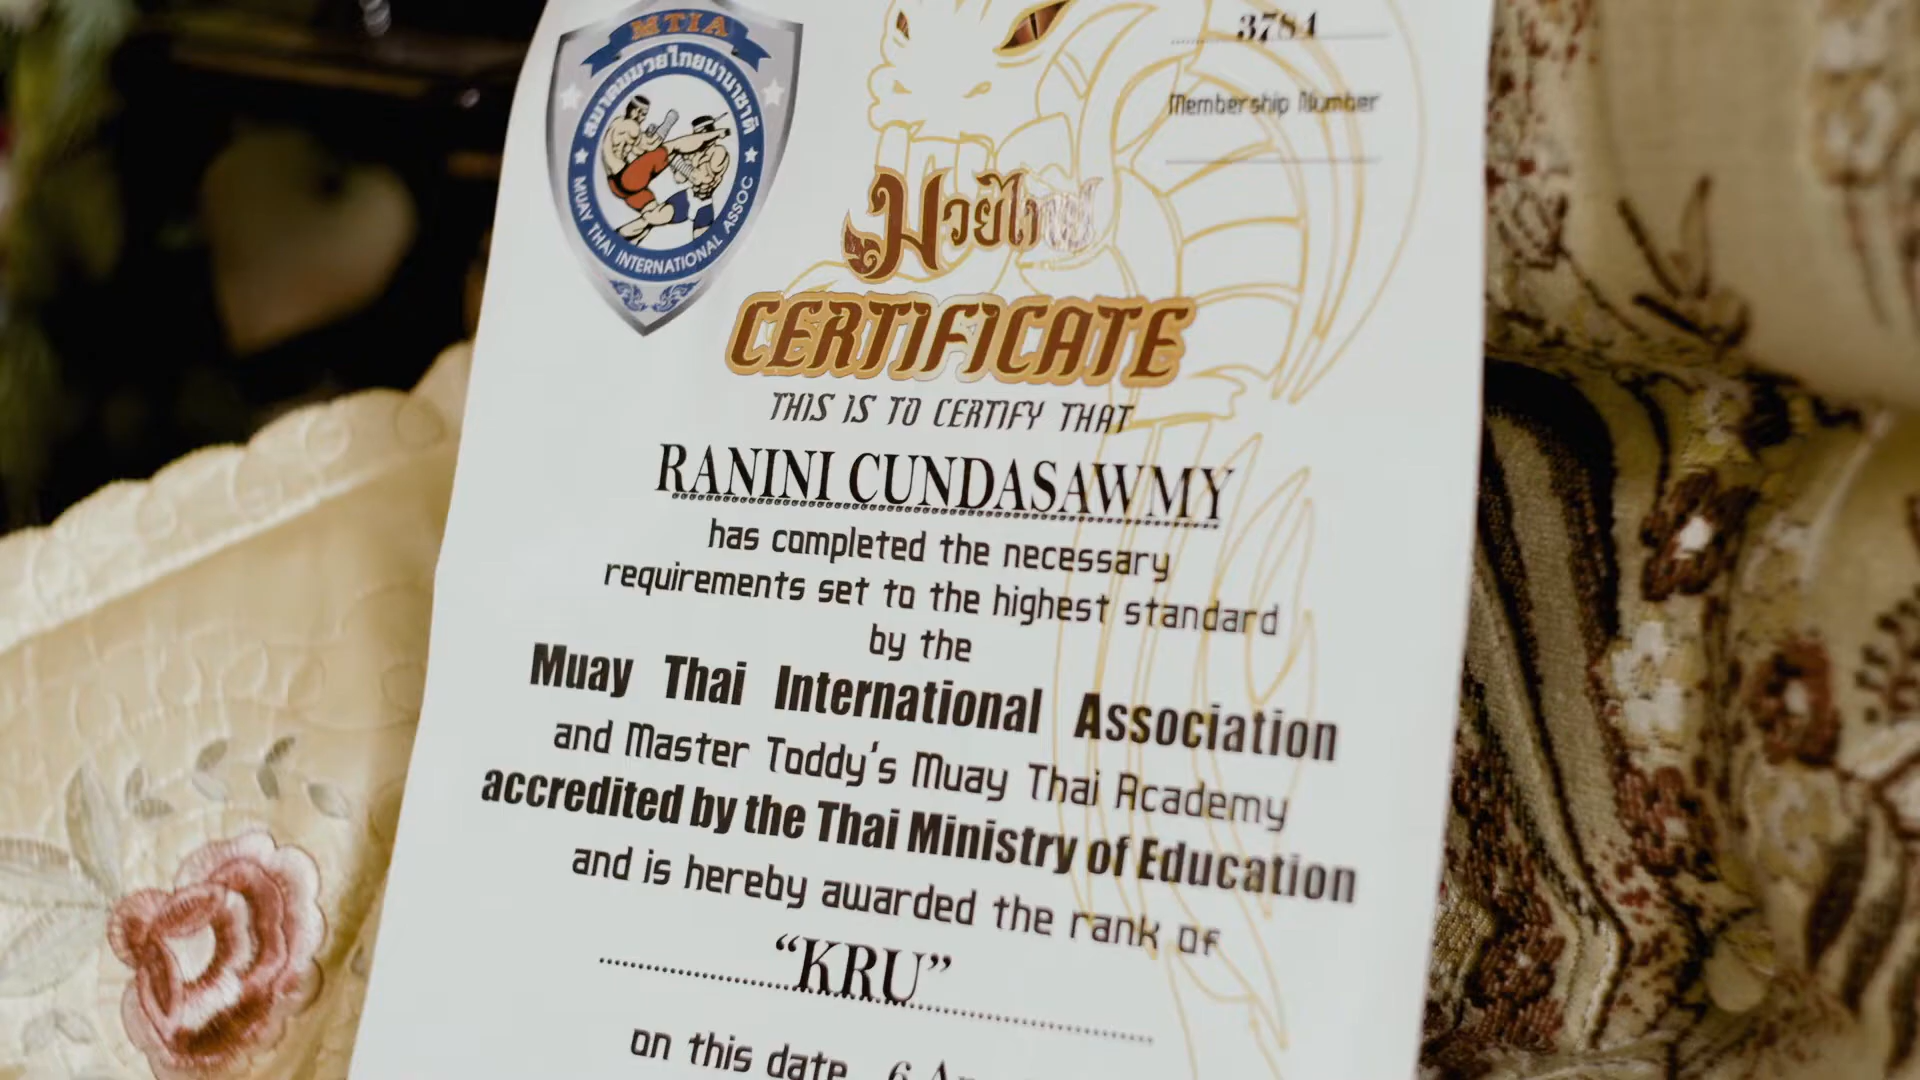 MTIA
สมาคมมวยไทยนานาชาติ
MUAY THAI INTERNATIONAL ASSOC
3784
Membership Number
มวยไทย
CERTIFICATE
THIS IS TO CERTIFY THAT
RANINI CUNDASAWMY
has completed the necessary
requirements set to the highest standard
by the
Muay Thai International Association
and Master Toddy's Muay Thai Academy
accredited by the Thai Ministry of Education
and is hereby awarded the rank of
“KRU”
on this date 6